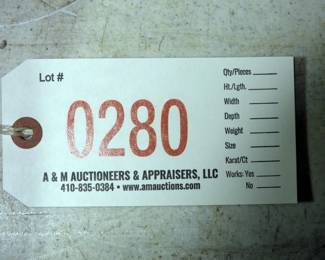 Lot #
0280
A & M AUCTIONEERS & APPRAISERS, LLC
410-835-0384 • www.amauctions.com
Qty/Pieces
Ht./Lgth.
Width
Depth
Weight
Size
Karat/Ct
Works: Yes
No